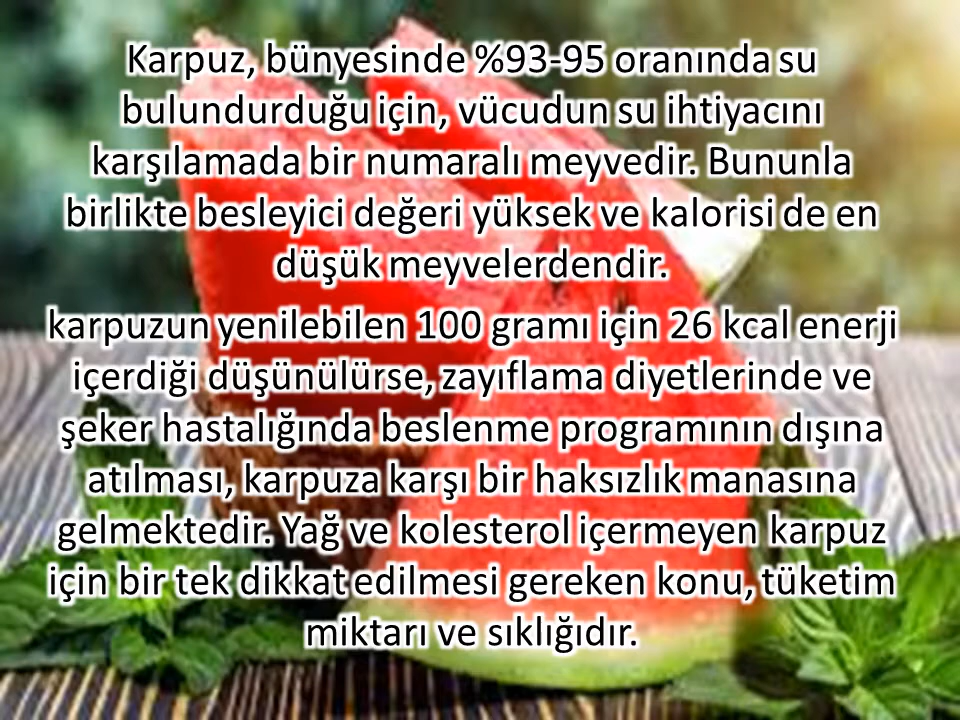 Karpuz, bünyesinde %93-95 oranında su
bulundurduğu için, vücudun su ihtiyacını
karşılamada bir numaralı meyvedir. Bununla
birlikte besleyici değeri yüksek ve kalorisi de en
düşük meyvelerdendir.
karpuzun yenilebilen 100 gramı için 26 kcal enerji
içerdiği düşünülürse, zayıflama diyetlerinde ve
şeker hastalığında beslenme programının dışına
atılması, karpuza karşı bir haksızlık manasına
gelmektedir. Yağ ve kolesterol içermeyen karpuz
için bir tek dikkat edilmesi gereken konu, tüketim
miktarı ve sıklığıdır.